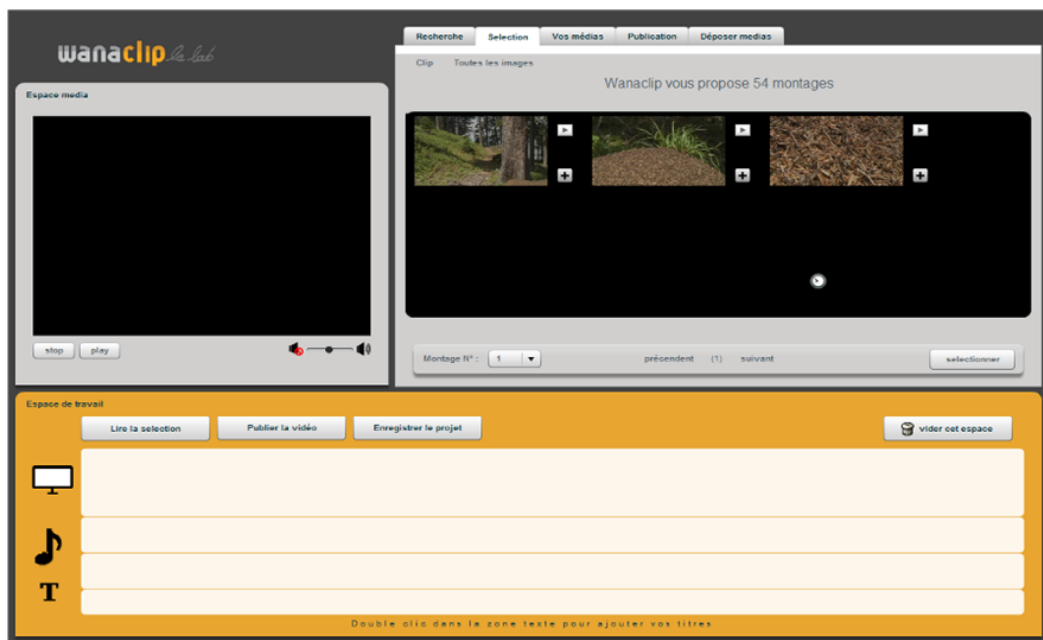 wanaclip le lab
Recherche Selection Vos médias Publication Déposer medias
Clip Toutes les images
Wanaclip vous propose 54 montages
Espace media
stop play
Montage N° : 1 précendent (1) suivant selectionner
Espace de travail
Lire la selection Publier la vidéo Enregistrer le projet vider cet espace
T
Double clic dans la zone texte pour ajouter vos titres